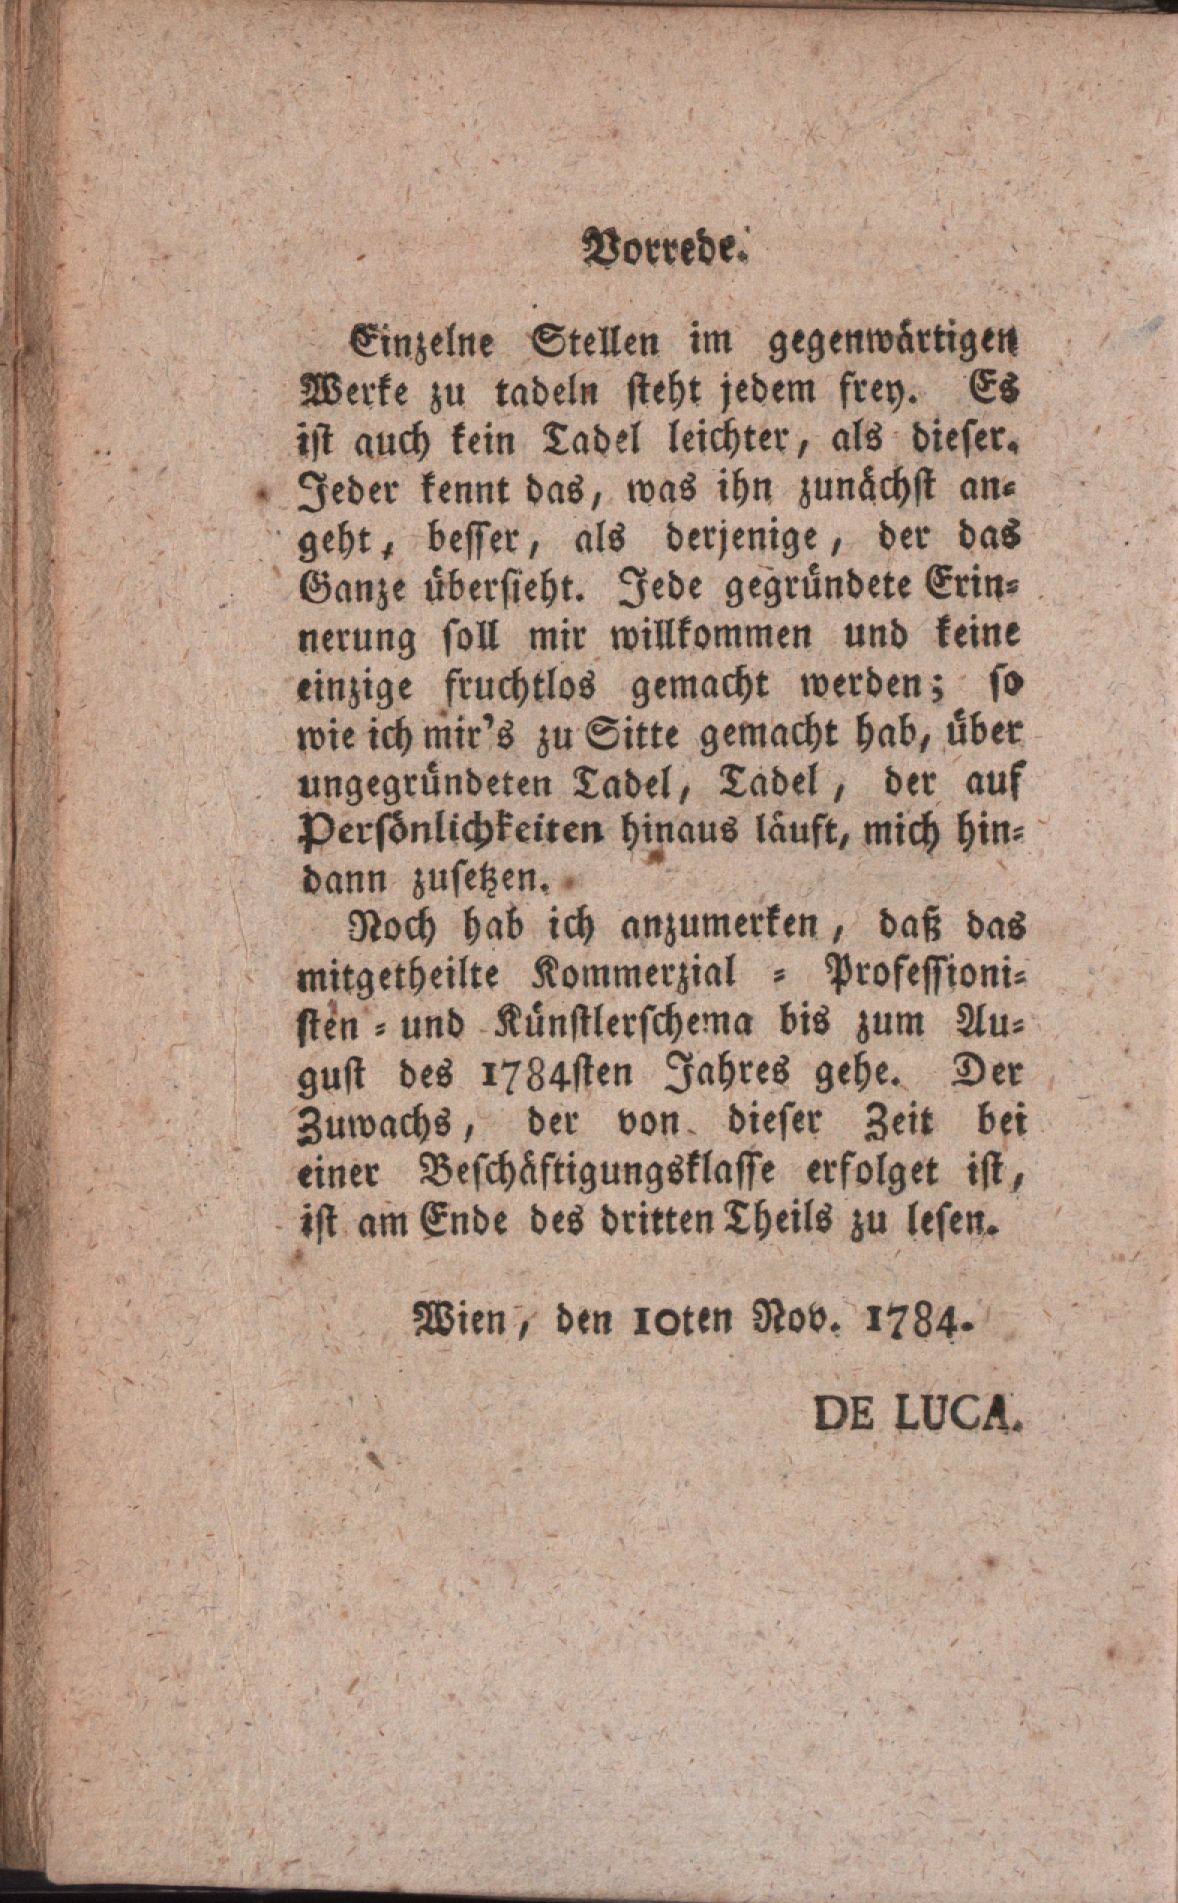 Vorrede.
Einzelne Stellen im gegenwärtigen
Werke zu tadeln steht jedem frey. Es
ist auch kein Tadel leichter, als dieser.
Jeder kennt das, was ihn zunächst an-
geht, besser, als derjenige, der das
Ganze übersieht. Jede gegründete Erin-
nerung soll mir willkommen und keine
einzige fruchtlos gemacht werden; so
wie ich mir's zu Sitte gemacht hab, über
ungegründeten Tadel, Tadel, der auf
Persönlichkeiten hinaus läuft, mich hin-
dann zusetzen.
Noch hab ich anzumerken, daß das
mitgetheilte Kommerzial - Professioni-
sten - und Künstlerschema bis zum Au-
gust des 1784sten Jahres gehe. Der
Zuwachs, der von dieser Zeit bei
einer Beschäftigungsklasse erfolget ist,
ist am Ende des dritten Theils zu lesen.
Wien, den 10ten Nov. 1784.
DE LUCA.